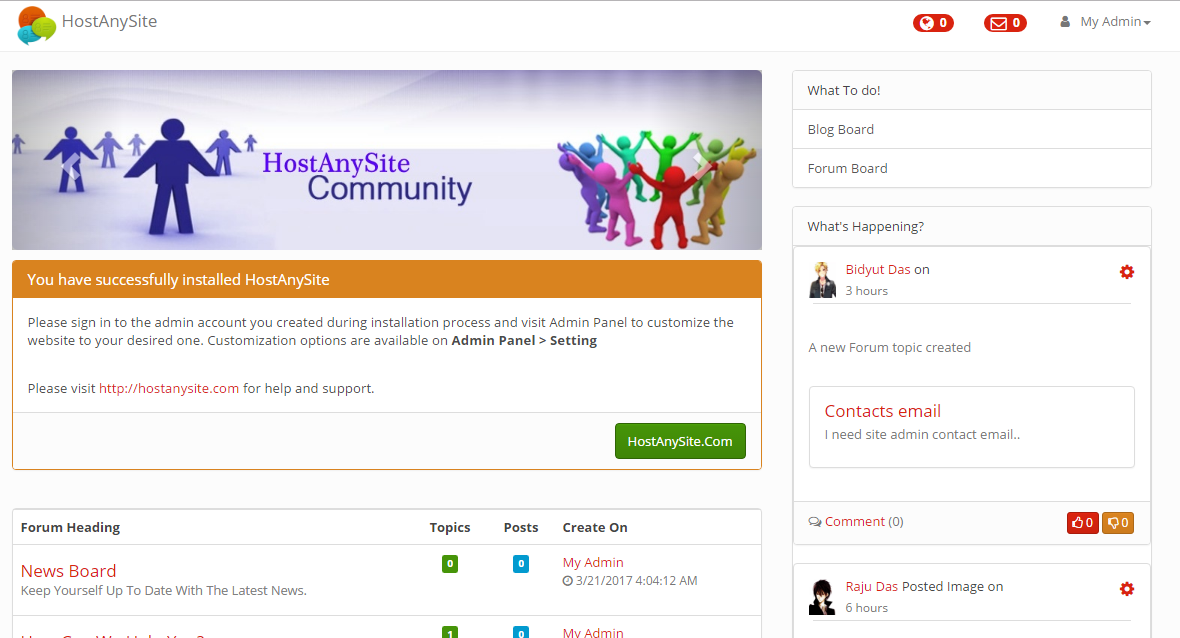 HostAnySite
0
0
My Admin
HostAnySite
Community
You have successfully installed HostAnySite
Please sign in to the admin account you created during installation process and visit Admin Panel to customize the
website to your desired one. Customization options are available on Admin Panel > Setting
Please visit http://hostanysite.com for help and support.
HostAnySite.Com
Forum Heading Topics Posts Create On
News Board 0 0 My Admin
Keep Yourself Up To Date With The Latest News. 3/21/2017 4:04:12 AM
1 0 My Admin
What To do!
Blog Board
Forum Board
What's Happening?
Bidyut Das on
3 hours
A new Forum topic created
Contacts email
I need site admin contact email..
Comment (0) 0 0
Raju Das Posted Image on
6 hours